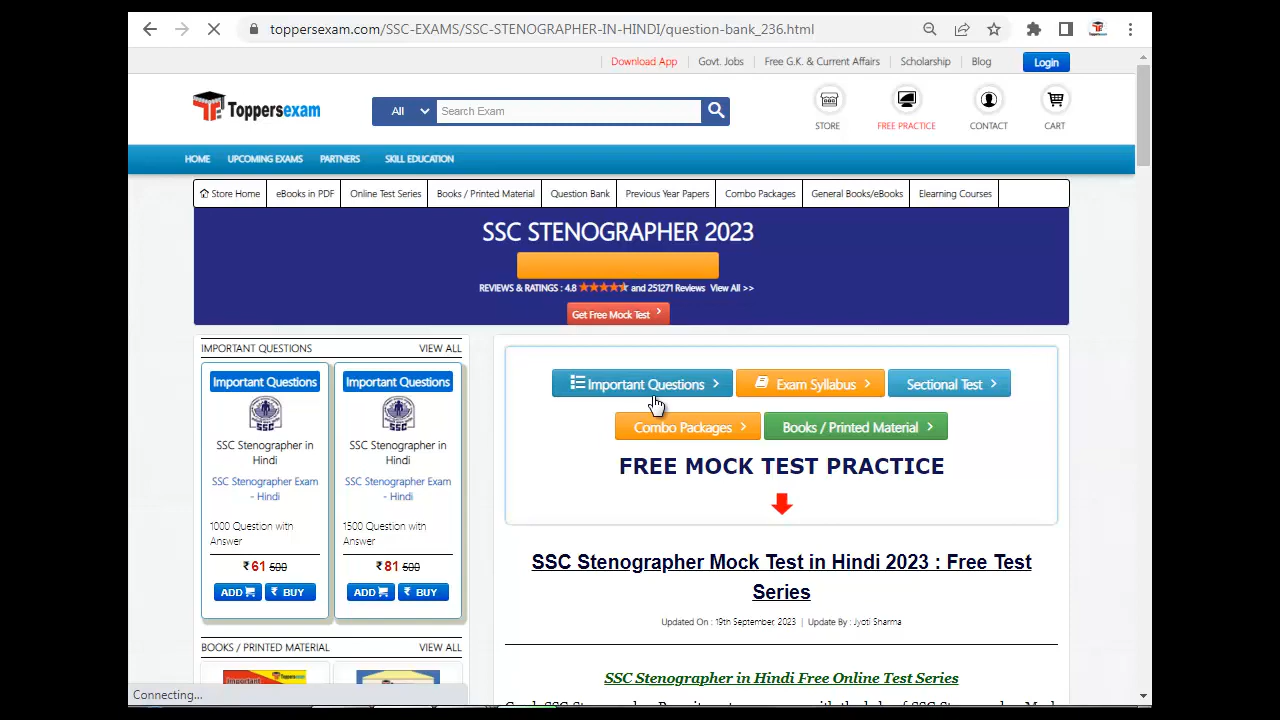 toppersexam.com/SSC-EXAMS/SSC-STENOGRAPHER-IN-HINDI/question-bank_236.html
Download App Govt. Jobs Free G.K. & Current Affairs Scholarship Blog Login
Toppersexam All Search Exam
STORE FREE PRACTICE CONTACT CART
HOME UPCOMING EXAMS PARTNERS SKILL EDUCATION
Store Home eBooks in PDF Online Test Series Books / Printed Material Question Bank Previous Year Papers Combo Packages General Books/eBooks Elearning Courses
SSC STENOGRAPHER 2023
REVIEWS & RATINGS : 4.8 and 251271 Reviews View All >>
Get Free Mock Test
IMPORTANT QUESTIONS VIEW ALL
Important Questions Important Questions
SSC Stenographer in SSC Stenographer in
Hindi Hindi
SSC Stenographer Exam SSC Stenographer Exam
- Hindi - Hindi
1000 Question with 1500 Question with
Answer Answer
₹ 61 500 ₹ 81 500
ADD ₹ BUY ADD ₹ BUY
BOOKS / PRINTED MATERIAL VIEW ALL
Important Toppersexam
Important Questions Exam Syllabus Sectional Test
Combo Packages Books / Printed Material
FREE MOCK TEST PRACTICE
SSC Stenographer Mock Test in Hindi 2023 : Free Test
Series
Updated On : 19th September, 2023 | Update By : Jyoti Sharma
SSC Stenographer in Hindi Free Online Test Series
Connecting...